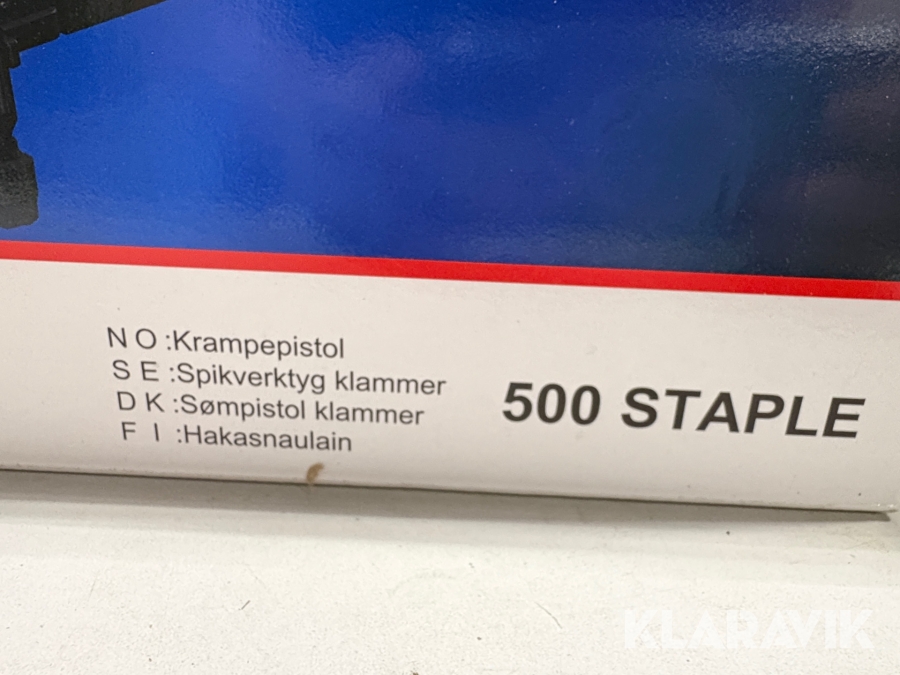 N O :Krampepistol
S E :Spikverktyg klammer
D K :Sømpistol klammer
F I :Hakasnaulain
500 STAPLE
KLARAVIK